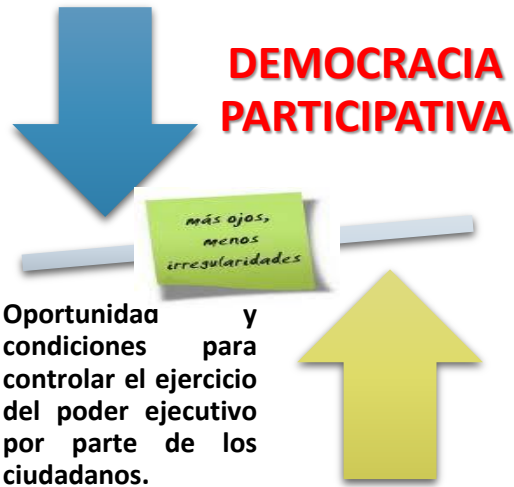 DEMOCRACIA
PARTICIPATIVA
más ojos,
menos
irregularidades
Oportunidad y
condiciones para
controlar el ejercicio
del poder ejecutivo
por parte de los
ciudadanos.